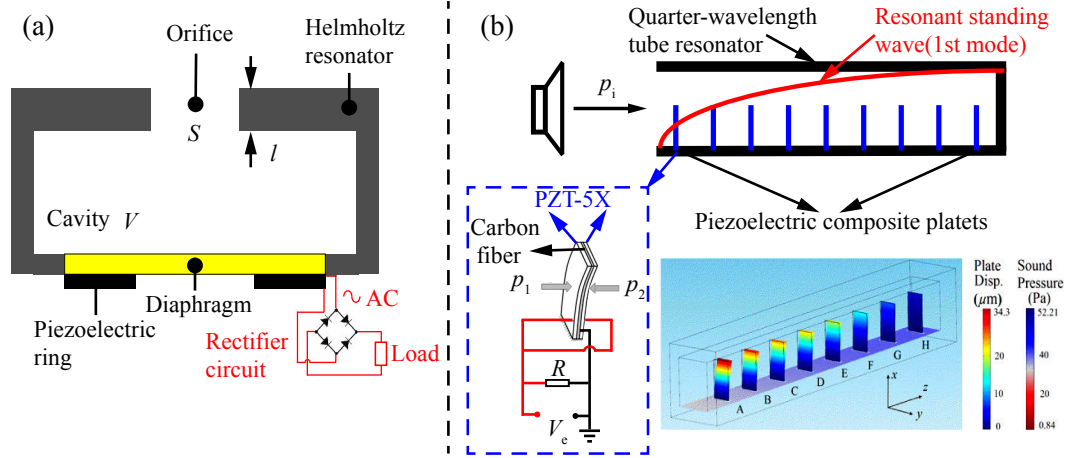 (a)
Orifice
Helmholtz
resonator
S
l
Cavity V
Diaphragm
Piezoelectric
ring
AC
Rectifier
circuit
Load
(b)
Quarter-wavelength
tube resonator
Resonant standing
wave(1st mode)
pi
PZT-5X
Carbon
fiber
p1
p2
R
Ve
Piezoelectric composite platets
Plate
Disp.
(μm)
34.3
30
20
10
0
Sound
Pressure
(Pa)
52.21
40
20
0.84
A
B
C
D
E
F
G
H
x
z
y